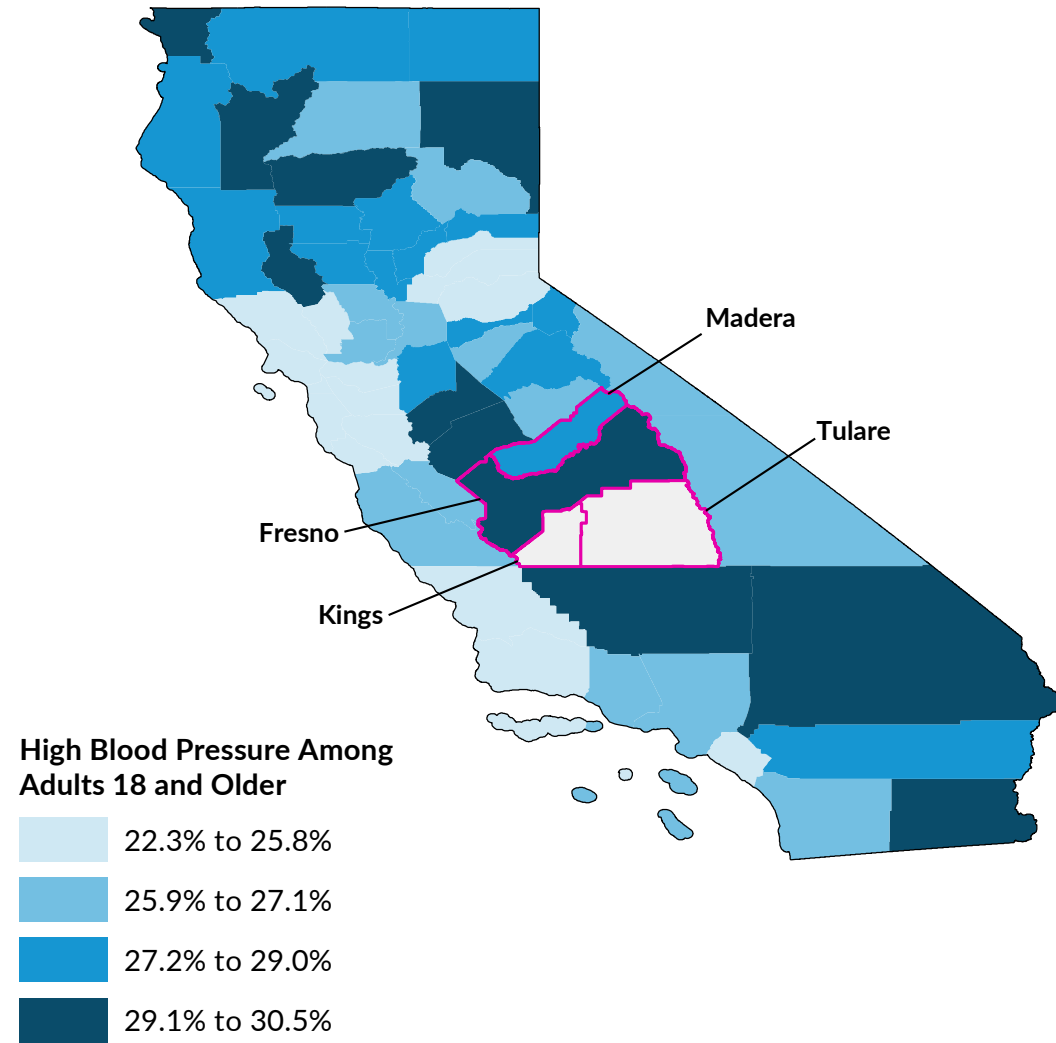 Madera
Tulare
Fresno
Kings
High Blood Pressure Among
Adults 18 and Older
22.3% to 25.8%
25.9% to 27.1%
27.2% to 29.0%
29.1% to 30.5%